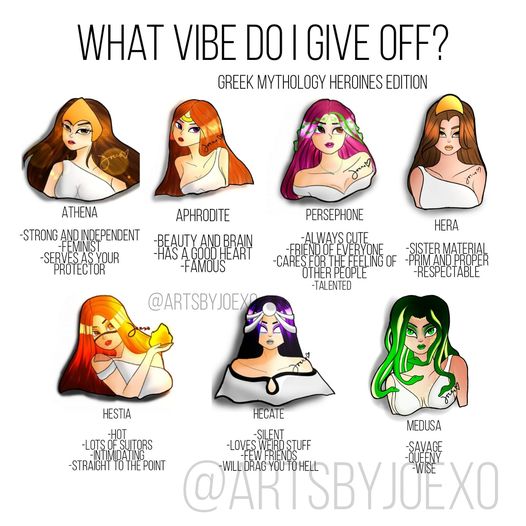 WHAT VIBE DO I GIVE OFF?
GREEK MYTHOLOGY HEROINES EDITION
ATHENA
-STRONG AND INDEPENDENT
-FEMINIST
-SERVES AS YOUR
PROTECTOR
APHRODITE
-BEAUTY AND BRAIN
-HAS A GOOD HEART
-FAMOUS
PERSEPHONE
-ALWAYS CUTE
-FRIEND OF EVERYONE
-CARES FOR THE FEELING OF
OTHER PEOPLE
-TALENTED
HERA
-SISTER MATERIAL
-PRIM AND PROPER
-RESPECTABLE
@ARTSBYJOEXO
HESTIA
-HOT
-LOTS OF SUITORS
-INTIMIDATING
-STRAIGHT TO THE POINT
HECATE
-SILENT
-LOVES WEIRD STUFF
-FEW FRIENDS
-WILL DRAG YOU TO HELL
MEDUSA
-SAVAGE
-QUEENY
-WISE
@ARTSBYJOEXO